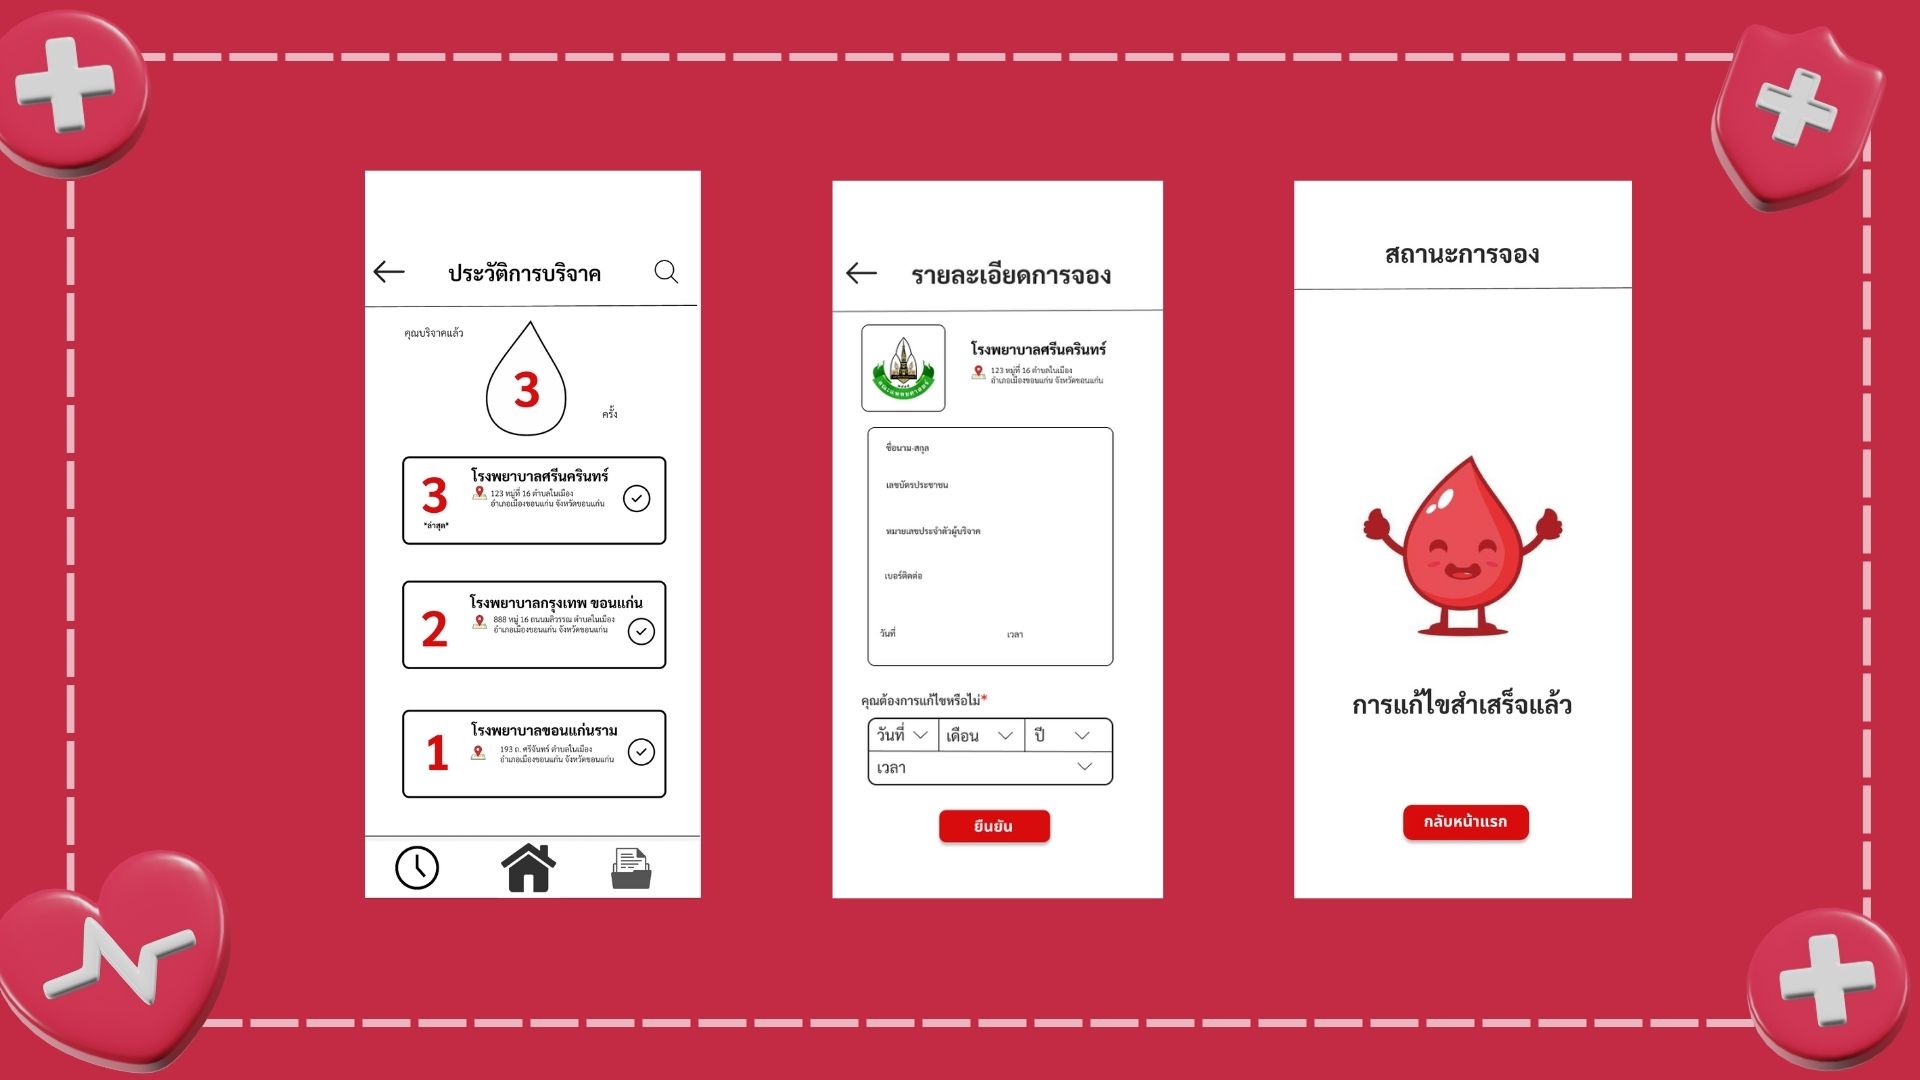 ประวัติการบริจาค
คุณบริจาคแล้ว
3
ครั้ง
3
*ล่าสุด*
โรงพยาบาลศรีนครินทร์
123 หมู่ที่ 16 ตำบลในเมือง
อำเภอเมืองขอนแก่น จังหวัดขอนแก่น
2
โรงพยาบาลกรุงเทพ ขอนแก่น
888 หมู่ 16 ถนนมลิวรรณ ตำบลในเมือง
อำเภอเมืองขอนแก่น จังหวัดขอนแก่น
1
โรงพยาบาลขอนแก่นราม
193 ถ. ศรีจันทร์ ตำบลในเมือง
อำเภอเมืองขอนแก่น จังหวัดขอนแก่น
รายละเอียดการจอง
คณะแพทยศาสตร์
โรงพยาบาลศรีนครินทร์
123 หมู่ที่ 16 ตำบลในเมือง
อำเภอเมืองขอนแก่น จังหวัดขอนแก่น
ชื่อนาม-สกุล
เลขบัตรประชาชน
หมายเลขประจำตัวผู้บริจาค
เบอร์ติดต่อ
วันที่ เวลา
คุณต้องการแก้ไขหรือไม่*
วันที่ เดือน ปี
เวลา
ยืนยัน
สถานะการจอง
การแก้ไขสำเสร็จแล้ว
กลับหน้าแรก